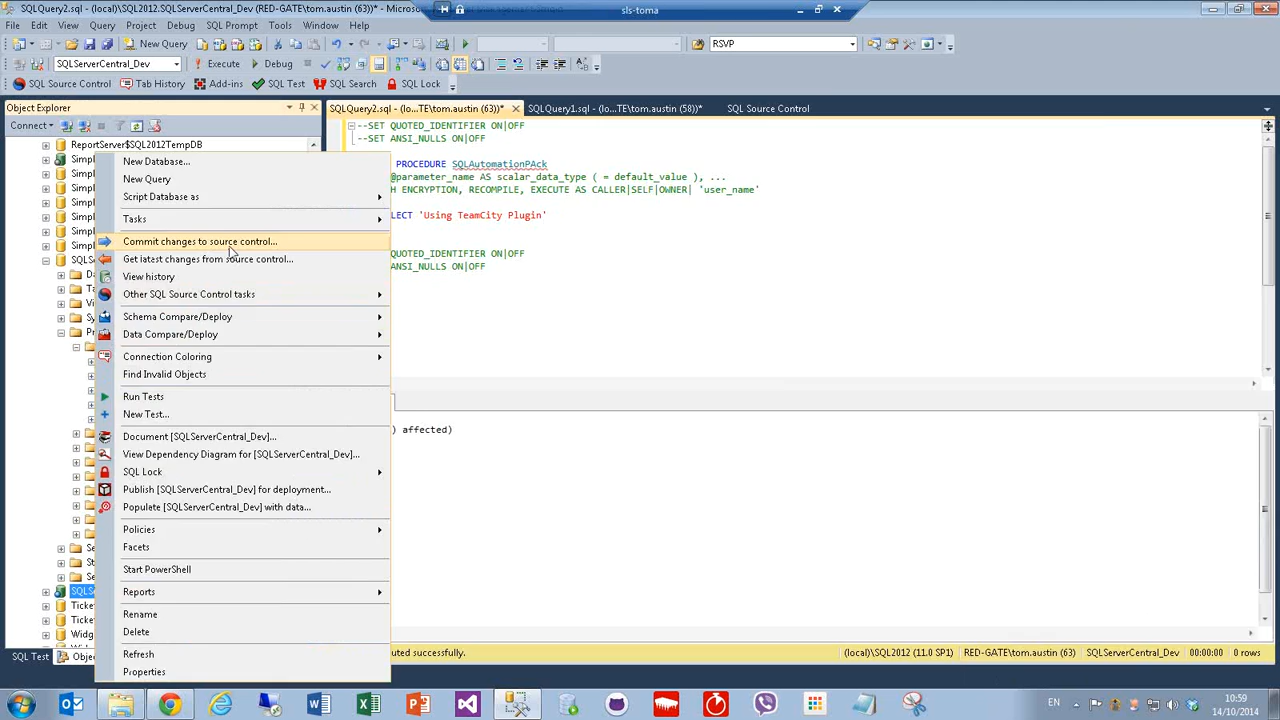 SQLQuery2.sql - (local)\SQL2012.SQLServerCentral_Dev (RED-GATE\tom.austin (63))* - Microsoft
sls-toma
File Edit View Query Project Debug SQL Prompt Tools Window Help
New Query
RSVP
SQLServerCentral_Dev
Execute
Debug
SQL Source Control
Tab History
Add-ins
SQL Test
SQL Search
SQL Lock
Object Explorer
SQLQuery2.sql - (lo...TE\tom.austin (63))*
SQLQuery1.sql - (lo...TE\tom.austin (58))*
SQL Source Control
Connect
ReportServer$SQL2012TempDB
New Database...
New Query
Script Database as
Tasks
Commit changes to source control...
Get latest changes from source control...
View history
Other SQL Source Control tasks
Schema Compare/Deploy
Data Compare/Deploy
Connection Coloring
Find Invalid Objects
Run Tests
New Test...
Document [SQLServerCentral_Dev]...
View Dependency Diagram for [SQLServerCentral_Dev]...
SQL Lock
Publish [SQLServerCentral_Dev] for deployment...
Populate [SQLServerCentral_Dev] with data...
Policies
Facets
Start PowerShell
Reports
Rename
Delete
Refresh
Properties
--SET QUOTED_IDENTIFIER ON|OFF
--SET ANSI_NULLS ON|OFF
PROCEDURE SQLAutomationPAck
@parameter_name AS scalar_data_type ( = default_value ), ...
H ENCRYPTION, RECOMPILE, EXECUTE AS CALLER|SELF|OWNER| 'user_name'
LECT 'Using TeamCity Plugin'
QUOTED_IDENTIFIER ON|OFF
ANSI_NULLS ON|OFF
) affected)
SQL Test
Obje
uted successfully.
(local)\SQL2012 (11.0 SP1)
RED-GATE\tom.austin (63)
SQLServerCentral_Dev
00:00:00
0 rows
EN
10:59
14/10/2014